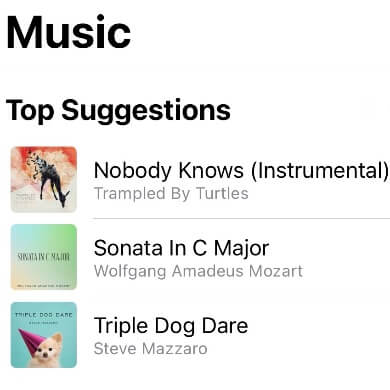 Music
Top Suggestions
Nobody Knows (Instrumental)
Trampled By Turtles
SONATA IN C MAJOR
Sonata In C Major
Wolfgang Amadeus Mozart
TRIPLE DOG DARE
STEVE MAZZARO
Triple Dog Dare
Steve Mazzaro